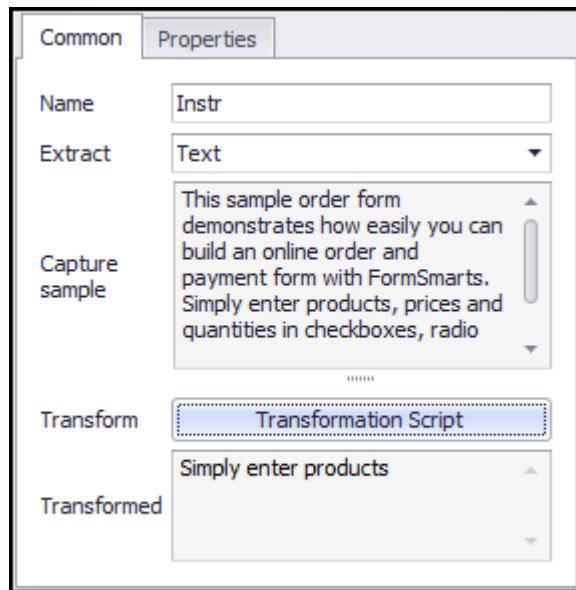 Common Properties
Name Instr
Extract Text
This sample order form
demonstrates how easily you can
build an online order and
Capture payment form with FormSmarts.
sample Simply enter products, prices and
quantities in checkboxes, radio
Transform Transformation Script
Simply enter products
Transformed